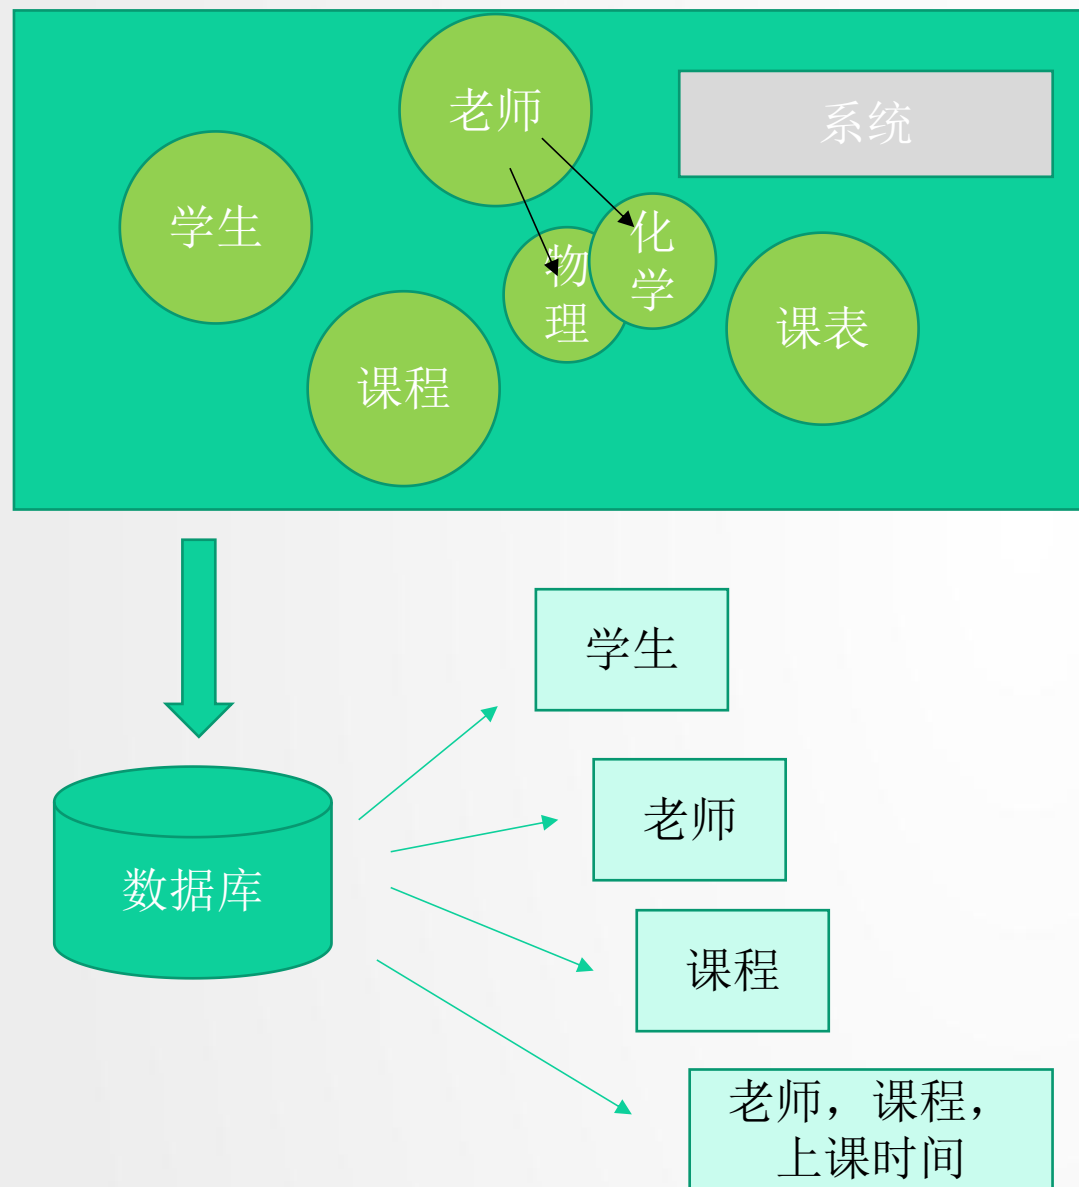 老师
系统
学生
化
学
物
理
课表
课程
学生
老师
数据库
课程
老师，课程，
上课时间